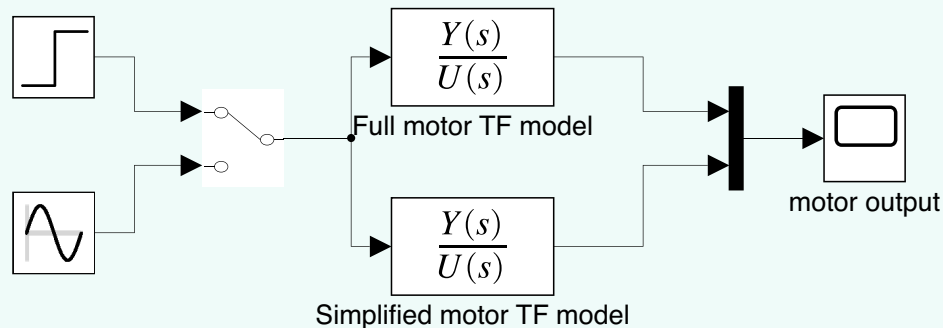 Y(s)
U(s)
Full motor TF model
motor output
Y(s)
U(s)
Simplified motor TF model